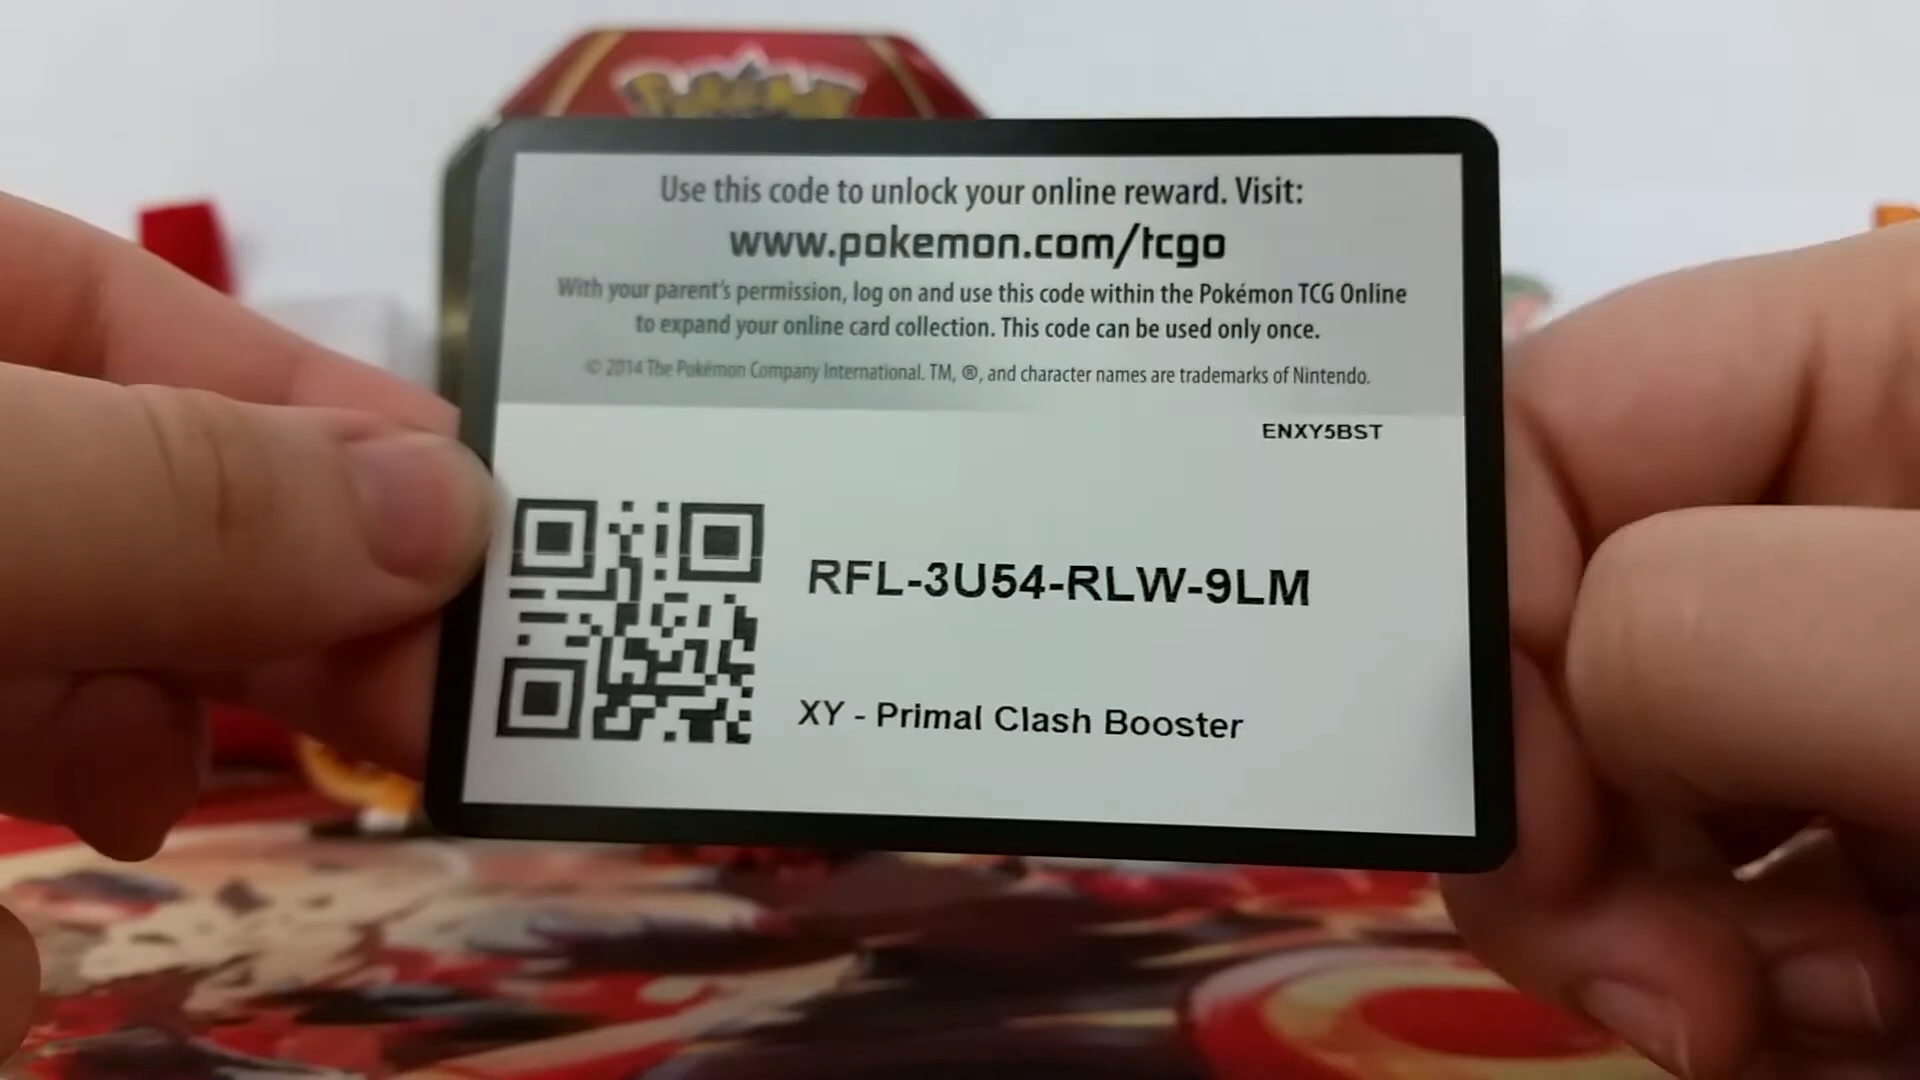 Pokémon
Use this code to unlock your online reward. Visit:
www.pokemon.com/tcgo
With your parent's permission, log on and use this code within the Pokémon TCG Online
to expand your online card collection. This code can be used only once.
© 2014 The Pokémon Company International. TM, ®, and character names are trademarks of Nintendo.
ENXY5BST
RFL-3U54-RLW-9LM
XY - Primal Clash Booster